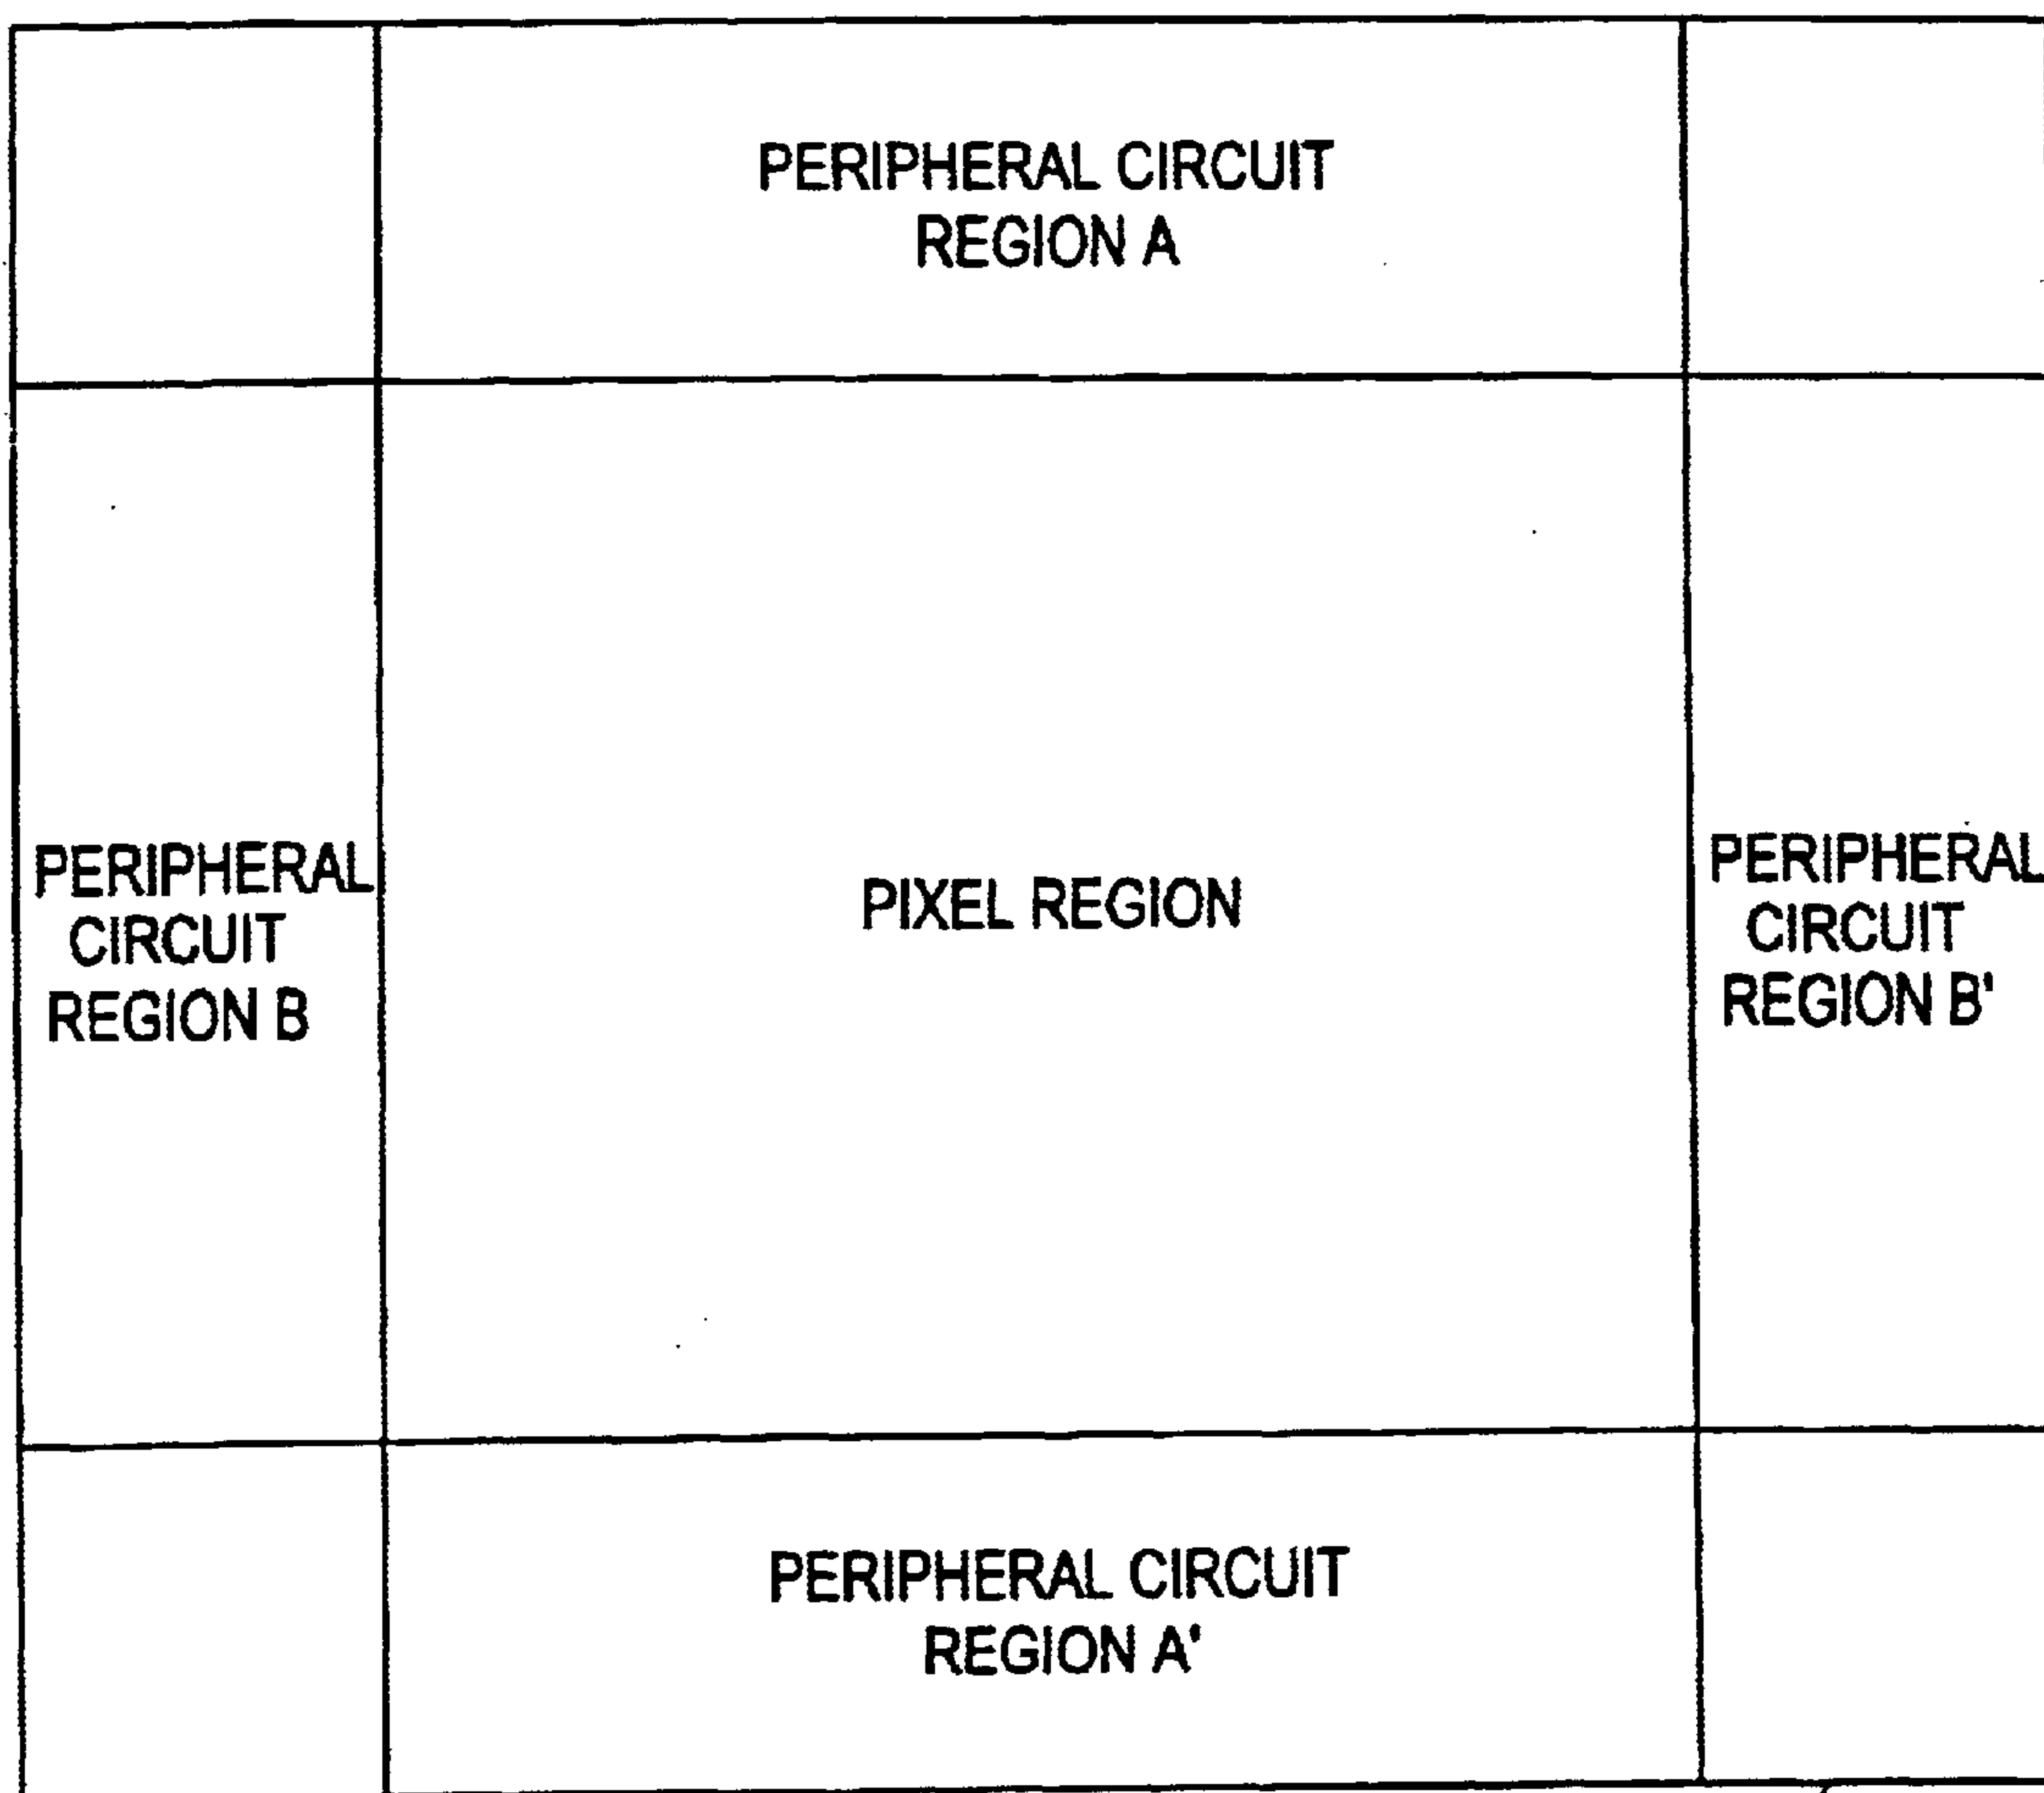 PERIPHERAL CIRCUIT
REGION A
PERIPHERAL
CIRCUIT
REGION B
PIXEL REGION
PERIPHERAL
CIRCUIT
REGION B'
PERIPHERAL CIRCUIT
REGION A'